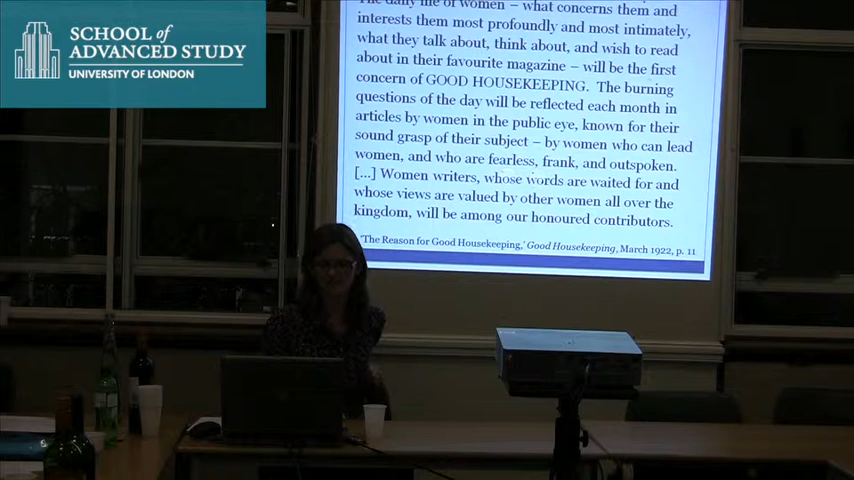 SCHOOL of
ADVANCED STUDY
UNIVERSITY OF LONDON
The daily life of women – what concerns them and
interests them most profoundly and most intimately,
what they talk about, think about, and wish to read
about in their favourite magazine – will be the first
concern of GOOD HOUSEKEEPING. The burning
questions of the day will be reflected each month in
articles by women in the public eye, known for their
sound grasp of their subject – by women who can lead
women, and who are fearless, frank, and outspoken.
[...] Women writers, whose words are waited for and
whose views are valued by other women all over the
kingdom, will be among our honoured contributors.
'The Reason for Good Housekeeping,' Good Housekeeping, March 1922, p. 11